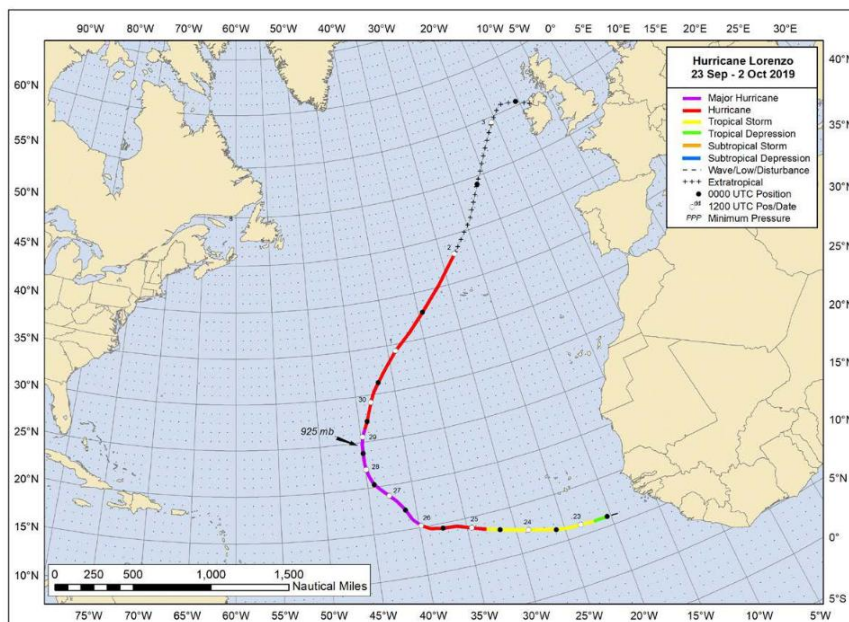 90°W 80°W 70°W 60°W 50°W 40°W 30°W 20°W 10°W 5°W 0° 5°E 10°E 15°E 20°E 30°E
Hurricane Lorenzo
23 Sep - 2 Oct 2019
Major Hurricane
Hurricane
Tropical Storm
Tropical Depression
Subtropical Storm
Subtropical Depression
Wave/Low/Disturbance
Extratropical
0000 UTC Position
1200 UTC Pos/Date
PPP Minimum Pressure
60°N
55°N
50°N
45°N
40°N
35°N
30°N
25°N
20°N
15°N
10°N
40°N
35°N
30°N
25°N
20°N
15°N
10°N
5°N
0°
5°S
3
2
1
30
925 mb
29
28
27
26
25
24
23
0 250 500 1,000 1,500
Nautical Miles
75°W 70°W 65°W 60°W 55°W 50°W 45°W 40°W 35°W 30°W 25°W 20°W 15°W 10°W 5°W